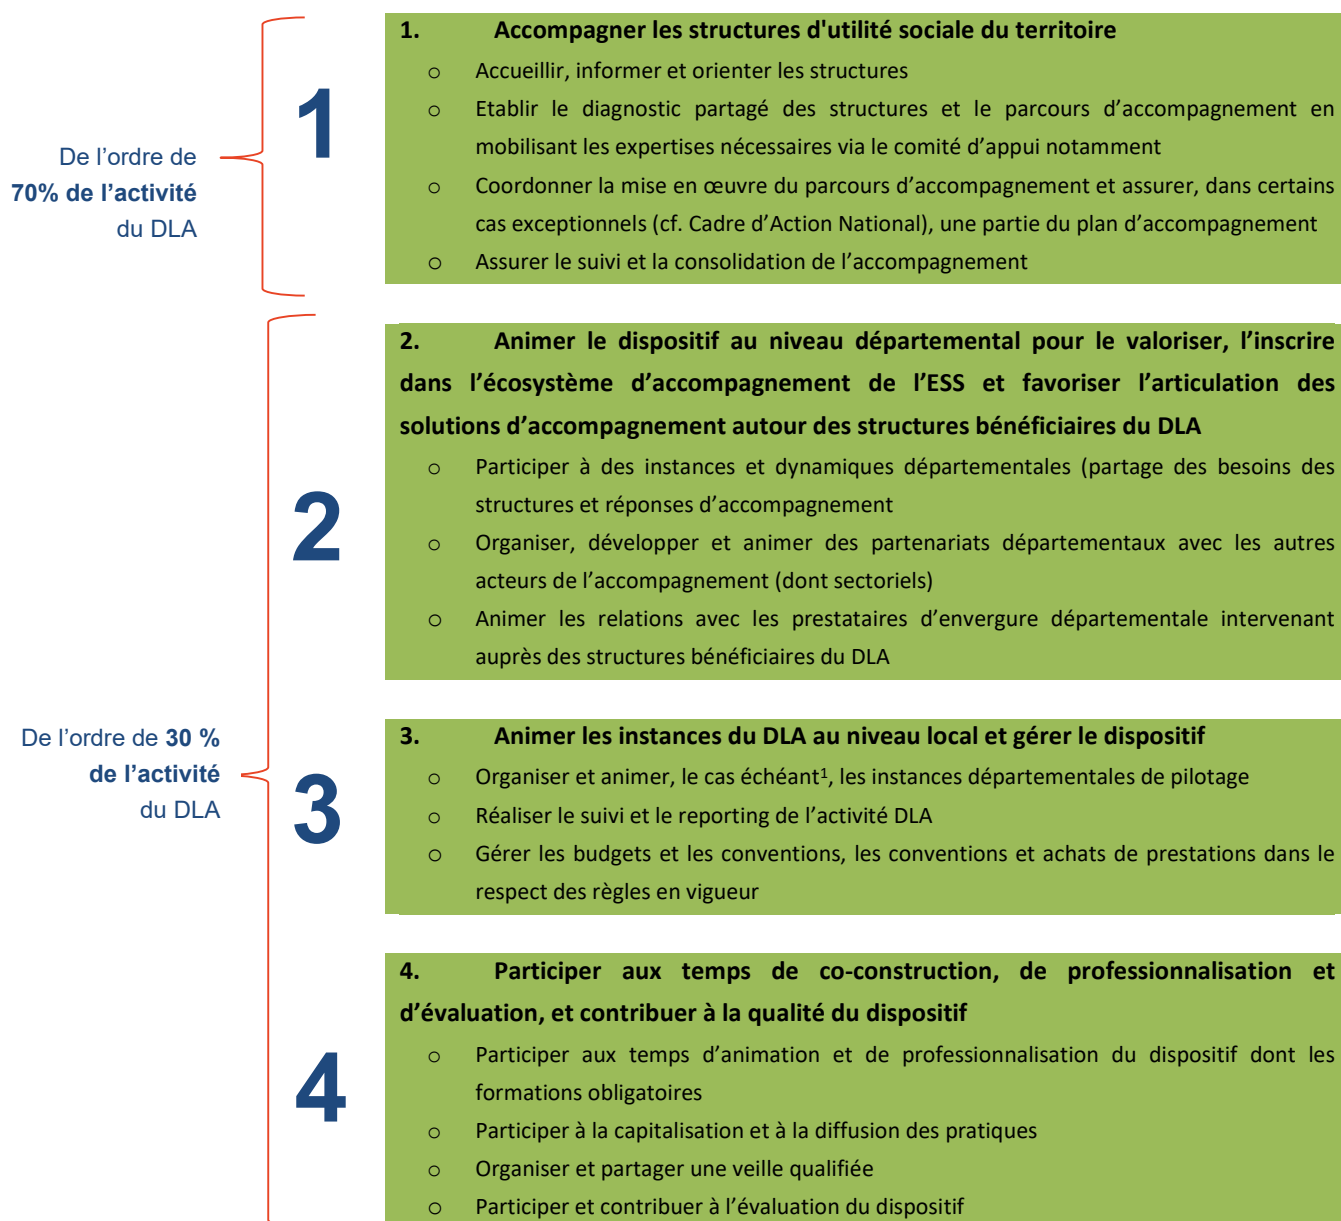 De l’ordre de
70% de l’activité
du DLA
1
1. Accompagner les structures d'utilité sociale du territoire
o Accueillir, informer et orienter les structures
o Etablir le diagnostic partagé des structures et le parcours d’accompagnement en
mobilisant les expertises nécessaires via le comité d’appui notamment
o Coordonner la mise en œuvre du parcours d’accompagnement et assurer, dans certains
cas exceptionnels (cf. Cadre d’Action National), une partie du plan d’accompagnement
o Assurer le suivi et la consolidation de l’accompagnement
De l’ordre de 30 %
de l’activité
du DLA
2
2. Animer le dispositif au niveau départemental pour le valoriser, l’inscrire
dans l’écosystème d’accompagnement de l’ESS et favoriser l’articulation des
solutions d’accompagnement autour des structures bénéficiaires du DLA
o Participer à des instances et dynamiques départementales (partage des besoins des
structures et réponses d’accompagnement
o Organiser, développer et animer des partenariats départementaux avec les autres
acteurs de l’accompagnement (dont sectoriels)
o Animer les relations avec les prestataires d’envergure départementale intervenant
auprès des structures bénéficiaires du DLA
3
3. Animer les instances du DLA au niveau local et gérer le dispositif
o Organiser et animer, le cas échéant¹, les instances départementales de pilotage
o Réaliser le suivi et le reporting de l’activité DLA
o Gérer les budgets et les conventions, les conventions et achats de prestations dans le
respect des règles en vigueur
4
4. Participer aux temps de co-construction, de professionnalisation et
d’évaluation, et contribuer à la qualité du dispositif
o Participer aux temps d’animation et de professionnalisation du dispositif dont les
formations obligatoires
o Participer à la capitalisation et à la diffusion des pratiques
o Organiser et partager une veille qualifiée
o Participer et contribuer à l’évaluation du dispositif